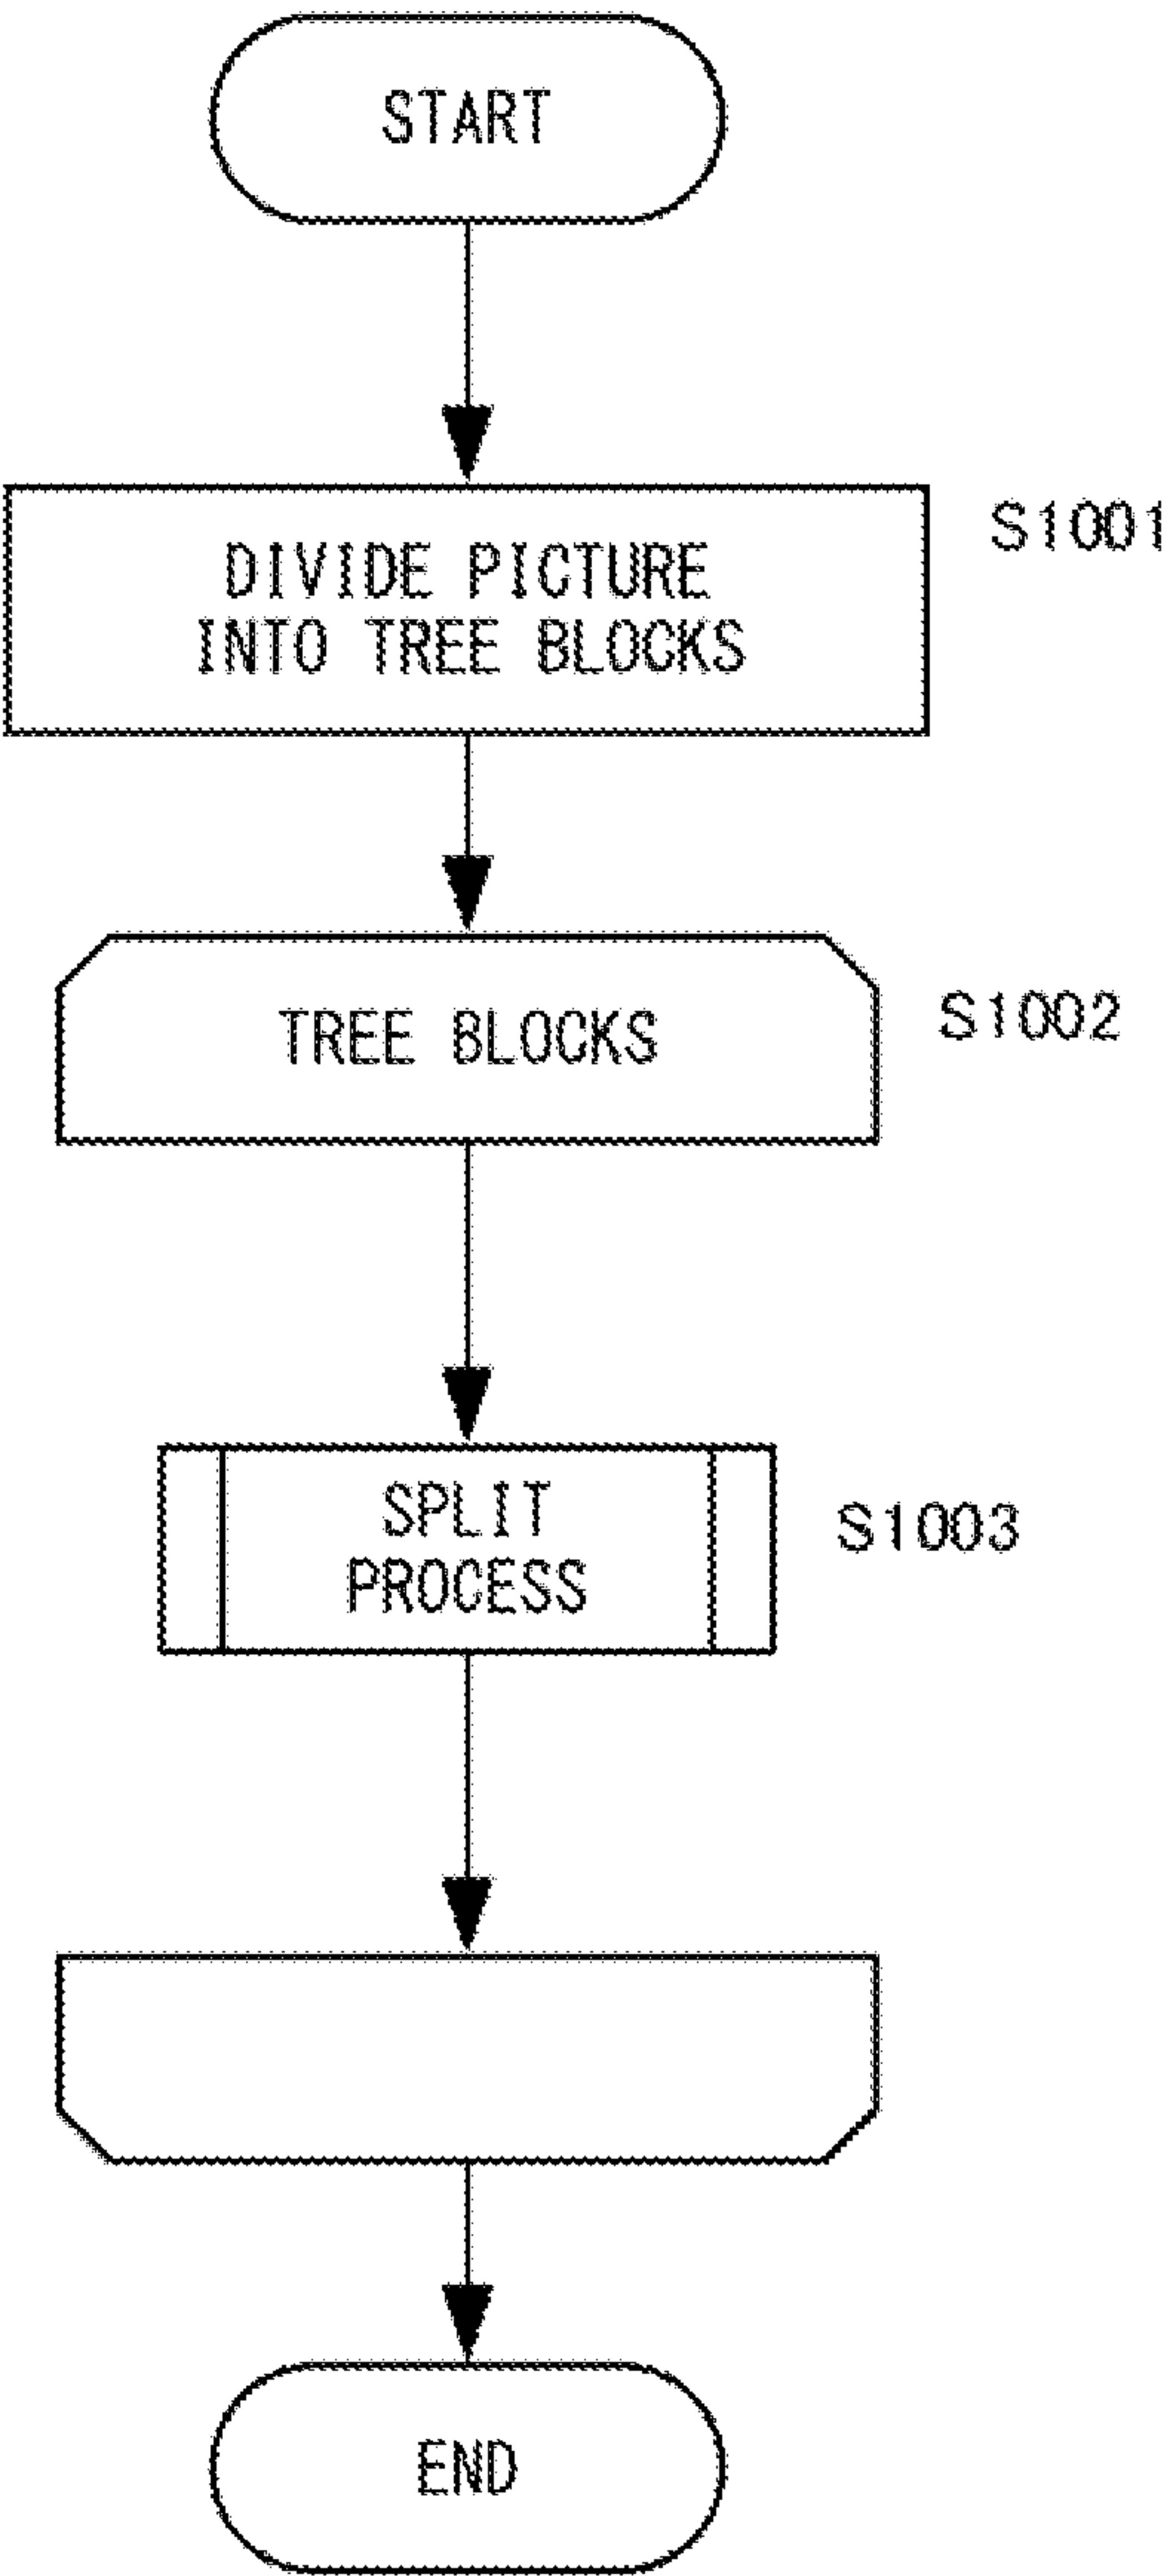 START
DIVIDE PICTURE
INTO TREE BLOCKS
S1001
TREE BLOCKS
S1002
SPLIT
PROCESS
S1003
END